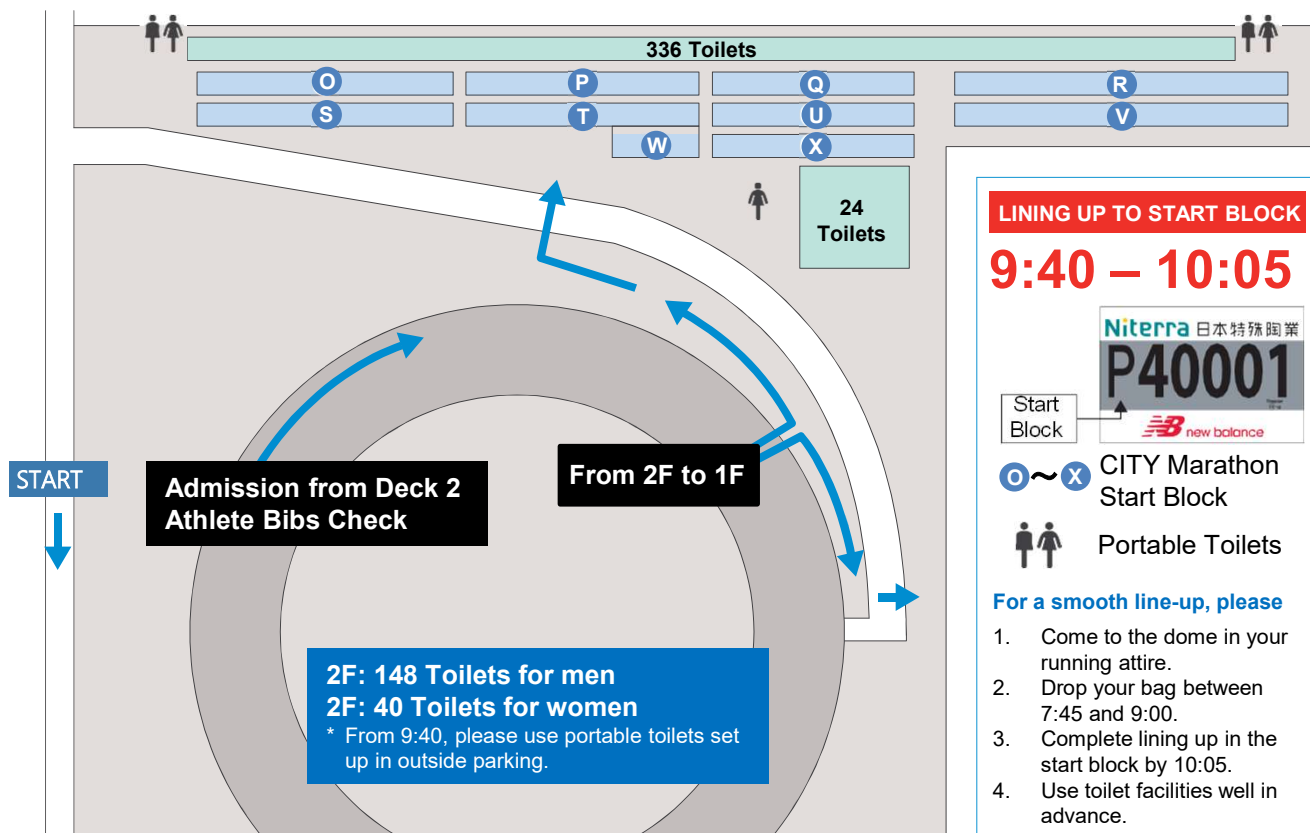 336 Toilets
O
P
Q
R
S
T
U
V
W
X
24
Toilets
START
Admission from Deck 2
Athlete Bibs Check
From 2F to 1F
2F: 148 Toilets for men
2F: 40 Toilets for women
* From 9:40, please use portable toilets set
up in outside parking.
LINING UP TO START BLOCK
9:40 – 10:05
Niterra 日本特殊陶業
P40001
Start
Block
NB new balance
O ~ X CITY Marathon
Start Block
Portable Toilets
For a smooth line-up, please
1. Come to the dome in your
running attire.
2. Drop your bag between
7:45 and 9:00.
3. Complete lining up in the
start block by 10:05.
4. Use toilet facilities well in
advance.